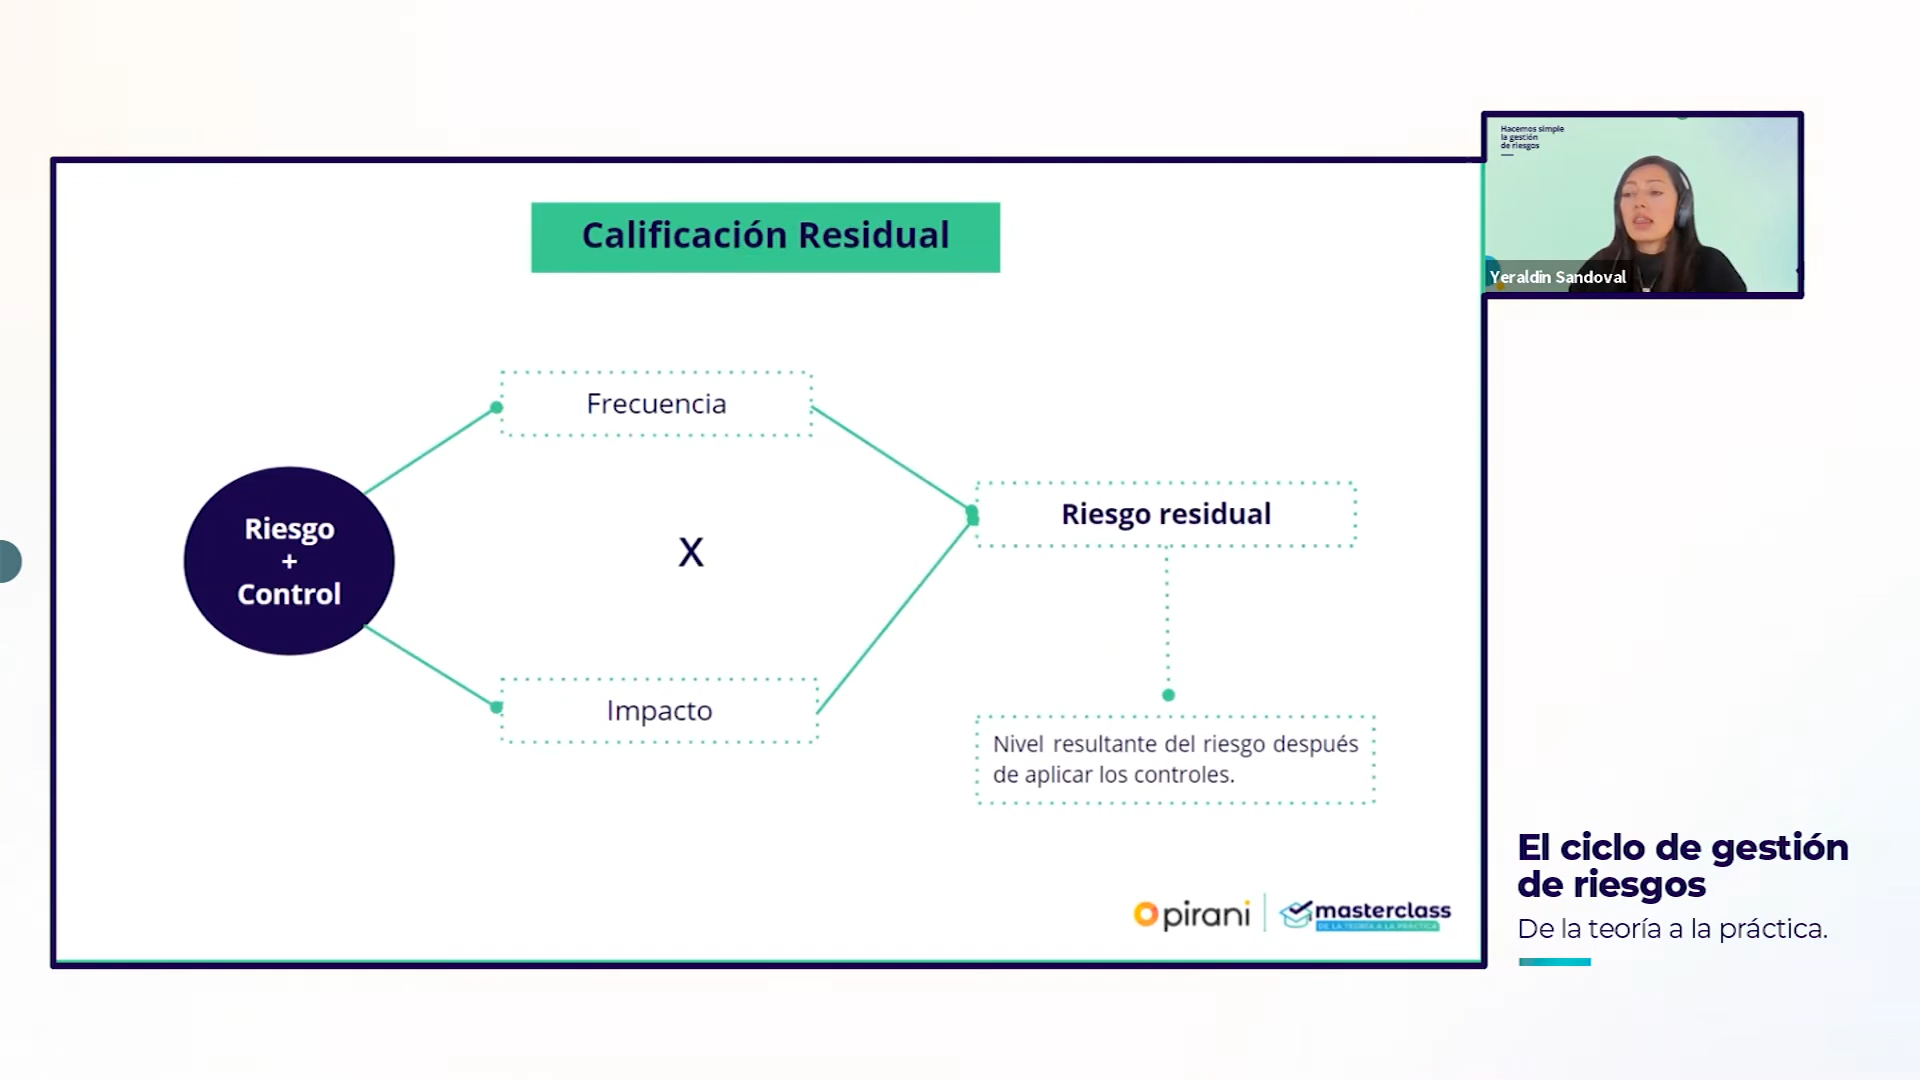 Hacemos simple
la gestión
de riesgos
Yeraldin Sandoval
Calificación Residual
Frecuencia
Riesgo
+
Control
X
Riesgo residual
Impacto
Nivel resultante del riesgo después
de aplicar los controles.
pirani
masterclass
DE LA TEORÍA A LA PRÁCTICA
El ciclo de gestión
de riesgos
De la teoría a la práctica.